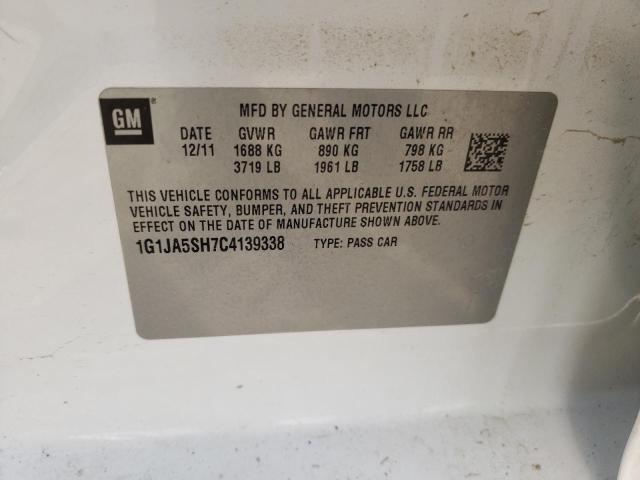 GM
MFD BY GENERAL MOTORS LLC
DATE GVWR GAWR FRT GAWR RR
12/11 1688 KG 890 KG 798 KG
3719 LB 1961 LB 1758 LB
THIS VEHICLE CONFORMS TO ALL APPLICABLE U.S. FEDERAL MOTOR
VEHICLE SAFETY, BUMPER, AND THEFT PREVENTION STANDARDS IN
EFFECT ON THE DATE OF MANUFACTURE SHOWN ABOVE.
1G1JA5SH7C4139338 TYPE: PASS CAR